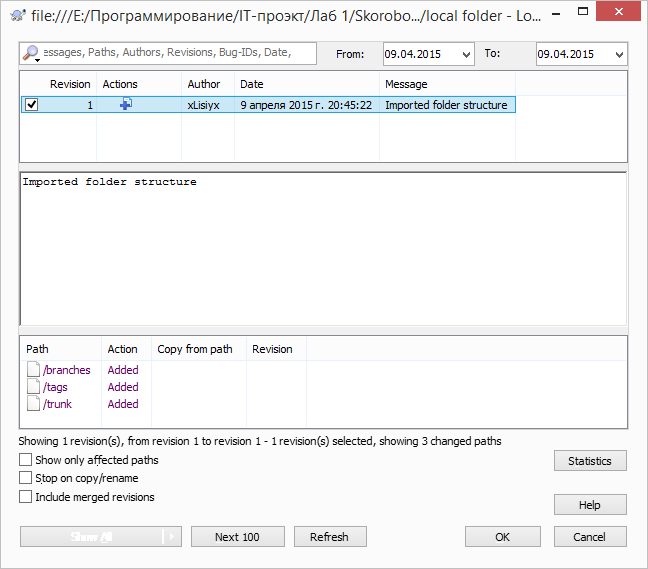 file:///E:/Программирование/IT-проэкт/Лаб 1/Skorobo.../local folder - Lo...
essages, Paths, Authors, Revisions, Bug-IDs, Date, From: 09.04.2015 To: 09.04.2015
Revision Actions Author Date Message
1 xLisiyx 9 апреля 2015 г. 20:45:22 Imported folder structure
Imported folder structure
Path Action Copy from path Revision
/branches Added
/tags Added
/trunk Added
Showing 1 revision(s), from revision 1 to revision 1 - 1 revision(s) selected, showing 3 changed paths
Show only affected paths
Statistics
Stop on copy/rename
Include merged revisions
Help
Show All Next 100 Refresh OK Cancel